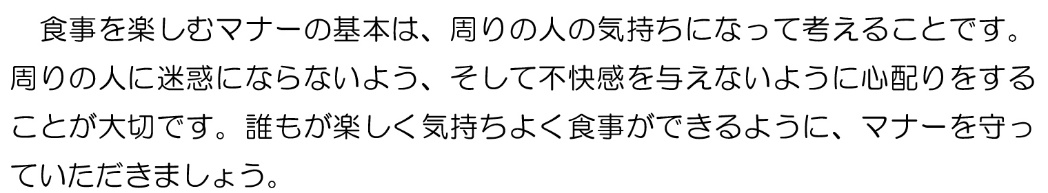 食事を楽しむマナーの基本は、周りの人の気持ちになって考えることです。
周りの人に迷惑にならないよう、そして不快感を与えないように心配りをする
ことが大切です。誰もが楽しく気持ちよく食事ができるように、マナーを守っ
ていただきましょう。